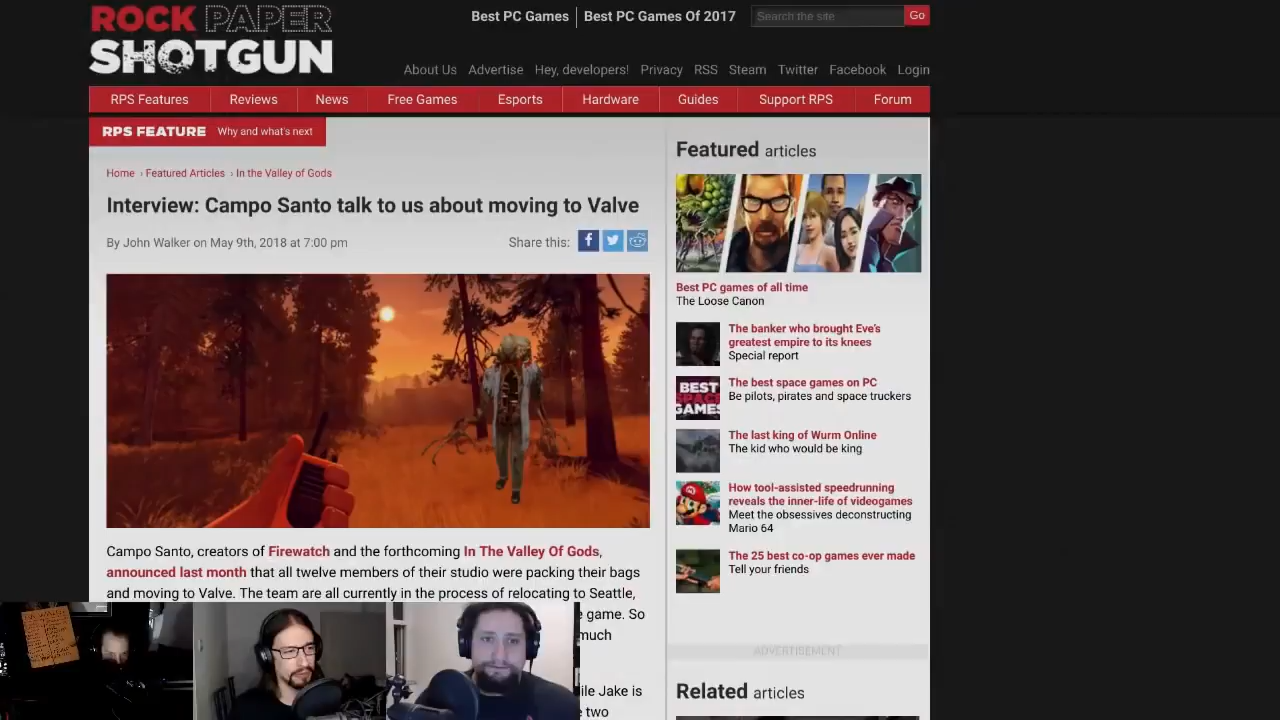 ROCK PAPER SHOTGUN
Best PC Games
Best PC Games Of 2017
Search the site
Go
About Us
Advertise
Hey, developers!
Privacy
RSS
Steam
Twitter
Facebook
Login
RPS Features
Reviews
News
Free Games
Esports
Hardware
Guides
Support RPS
Forum
RPS FEATURE Why and what's next
Home › Featured Articles › In the Valley of Gods
Interview: Campo Santo talk to us about moving to Valve
By John Walker on May 9th, 2018 at 7:00 pm
Share this:
Campo Santo, creators of Firewatch and the forthcoming In The Valley Of Gods,
announced last month that all twelve members of their studio were packing their bags
and moving to Valve. The team are all currently in the process of relocating to Seattle,
game. So
much
Jake is
two
Featured articles
Best PC games of all time
The Loose Canon
The banker who brought Eve's
greatest empire to its knees
Special report
BEST
SPACE
GAMES
The best space games on PC
Be pilots, pirates and space truckers
The last king of Wurm Online
The kid who would be king
How tool-assisted speedrunning
reveals the inner-life of videogames
Meet the obsessives deconstructing
Mario 64
The 25 best co-op games ever made
Tell your friends
ADVERTISEMENT
Related articles